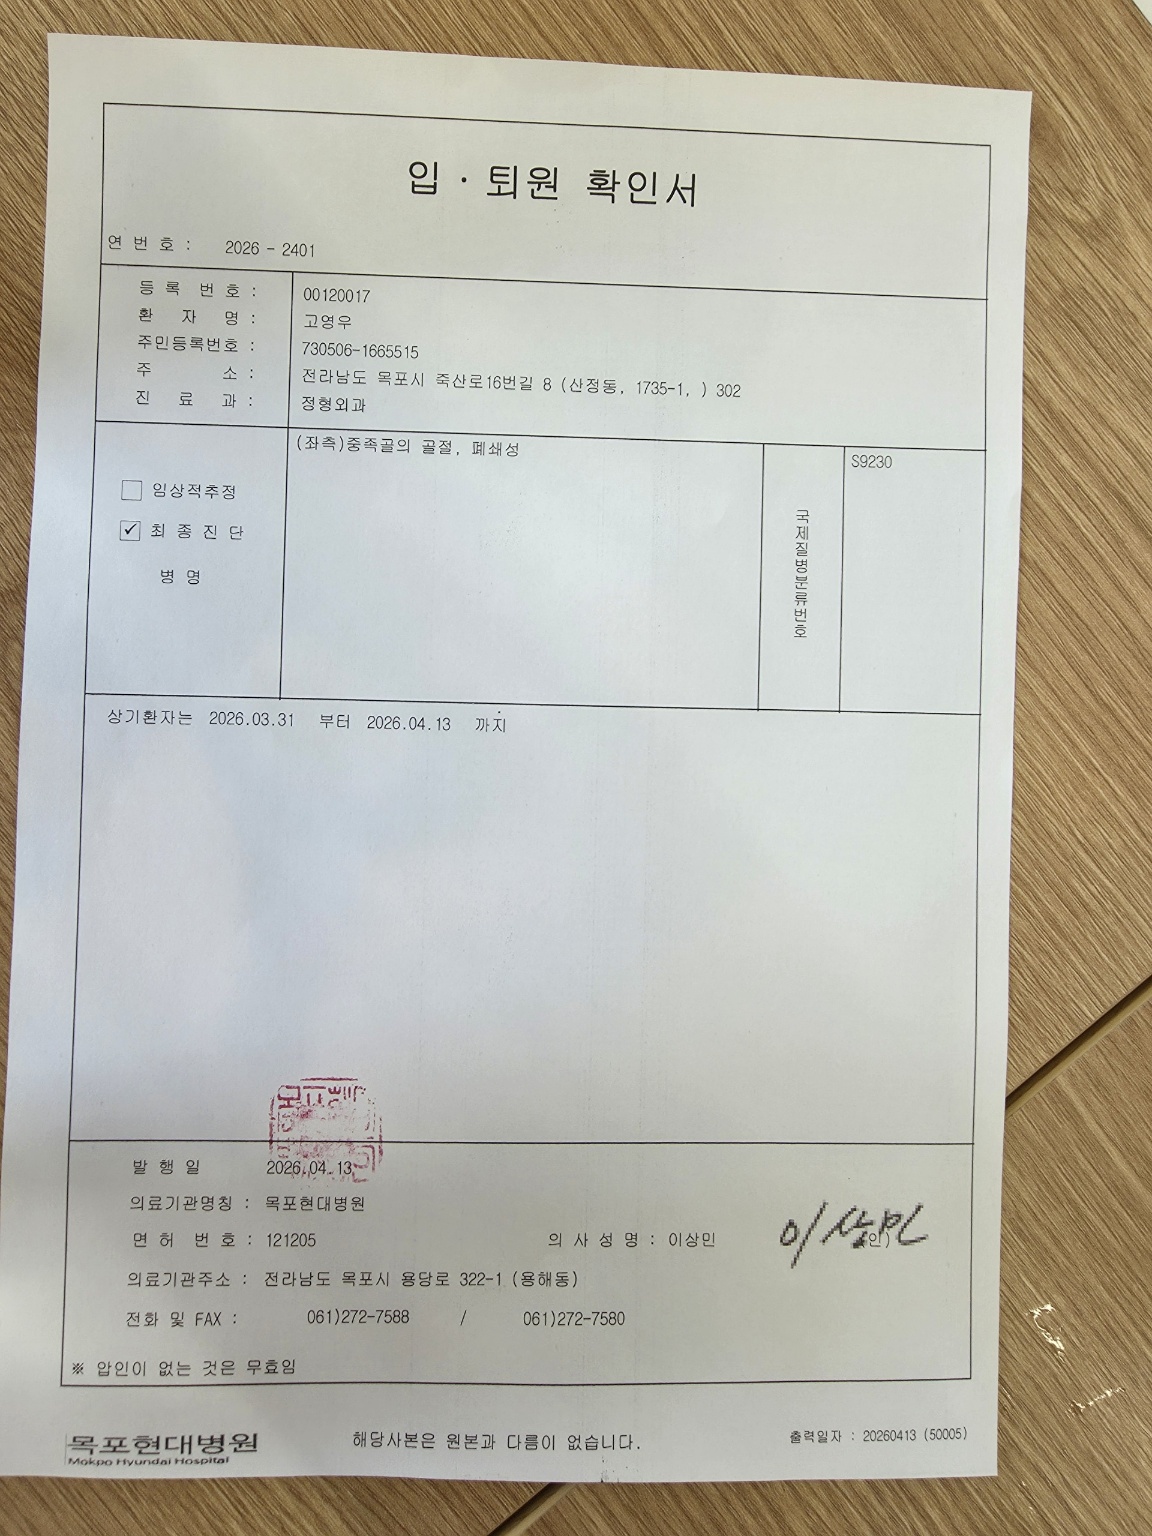 입 · 퇴원 확인서
연 번 호 : 2026 - 2401
등 록 번 호 : 00120017
환 자 명 : 고영우
주민등록번호 : 730506-1665515
주 소 : 전라남도 목포시 죽산로16번길 8 (산정동, 1735-1, ) 302
진 료 과 : 정형외과
(좌측)중족골의 골절, 폐쇄성
S9230
임상적추정
✓ 최 종 진 단
병 명
국제질병분류번호
상기환자는 2026.03.31 부터 2026.04.13 까지
발 행 일 2026.04.13
의료기관명칭 : 목포현대병원
면 허 번 호 : 121205 의 사 성 명 : 이상민 (인) 이상민
의료기관주소 : 전라남도 목포시 용당로 322-1 (용해동)
전화 및 FAX : 061)272-7588 / 061)272-7580
※ 압인이 없는 것은 무효임
목포현대병원
Mokpo Hyundai Hospital
해당사본은 원본과 다름이 없습니다.
출력일자 : 20260413 (50005)